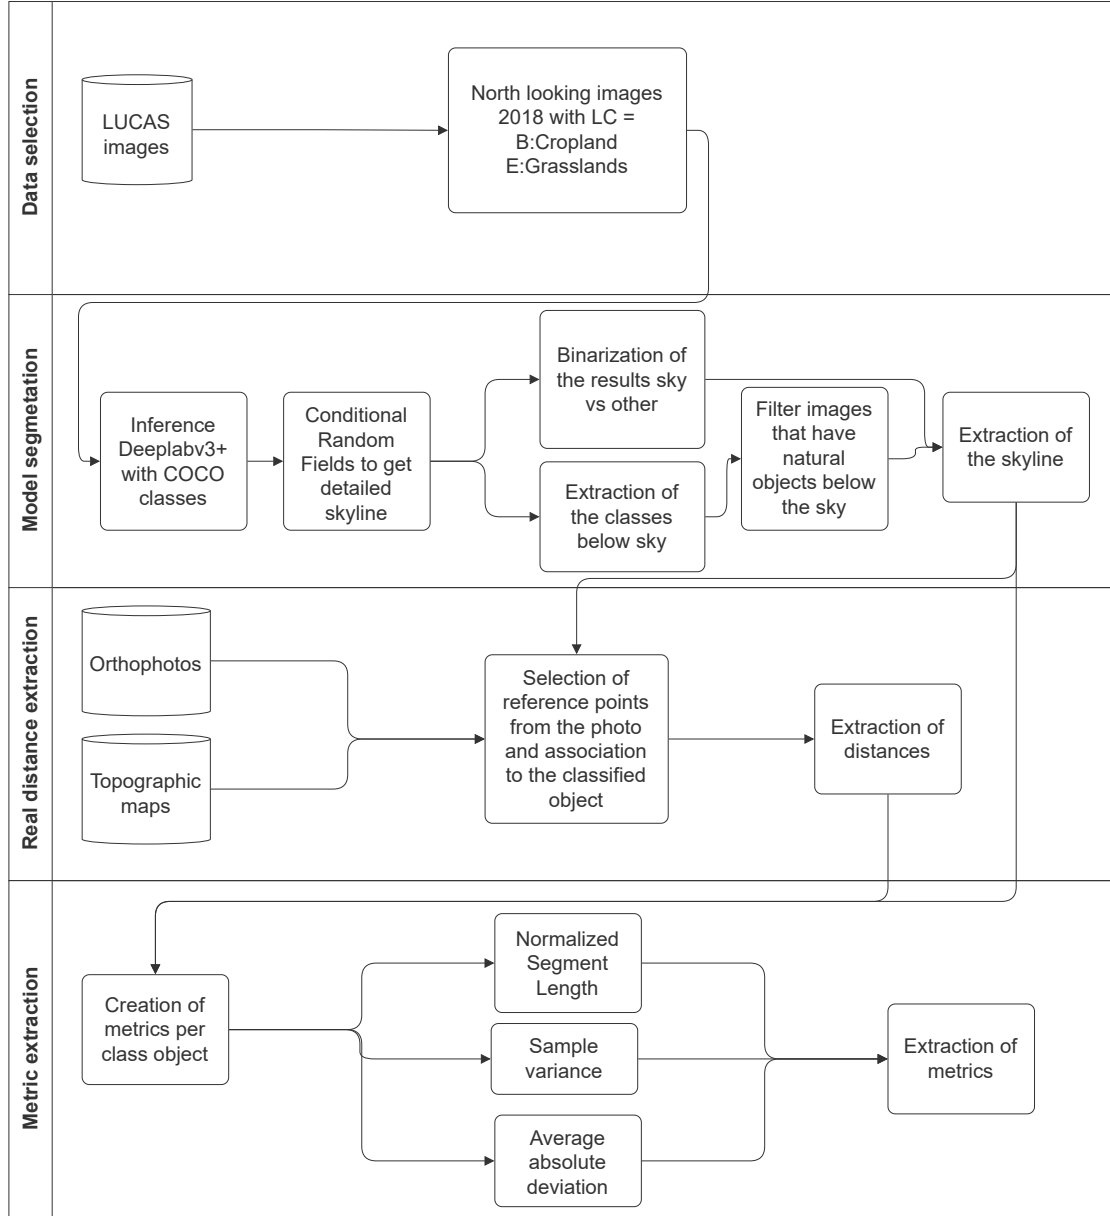 Data selection
LUCAS
images
North looking images
2018 with LC =
B:Cropland
E:Grasslands
Model segmetation
Inference
Deeplabv3+
with COCO
classes
Conditional
Random
Fields to get
detailed
skyline
Binarization of
the results sky
vs other
Extraction of
the classes
below sky
Filter images
that have
natural
objects below
the sky
Extraction of
the skyline
Real distance extraction
Orthophotos
Topographic
maps
Selection of
reference points
from the photo
and association
to the classified
object
Extraction of
distances
Metric extraction
Creation of
metrics per
class object
Normalized
Segment
Length
Sample
variance
Average
absolute
deviation
Extraction of
metrics